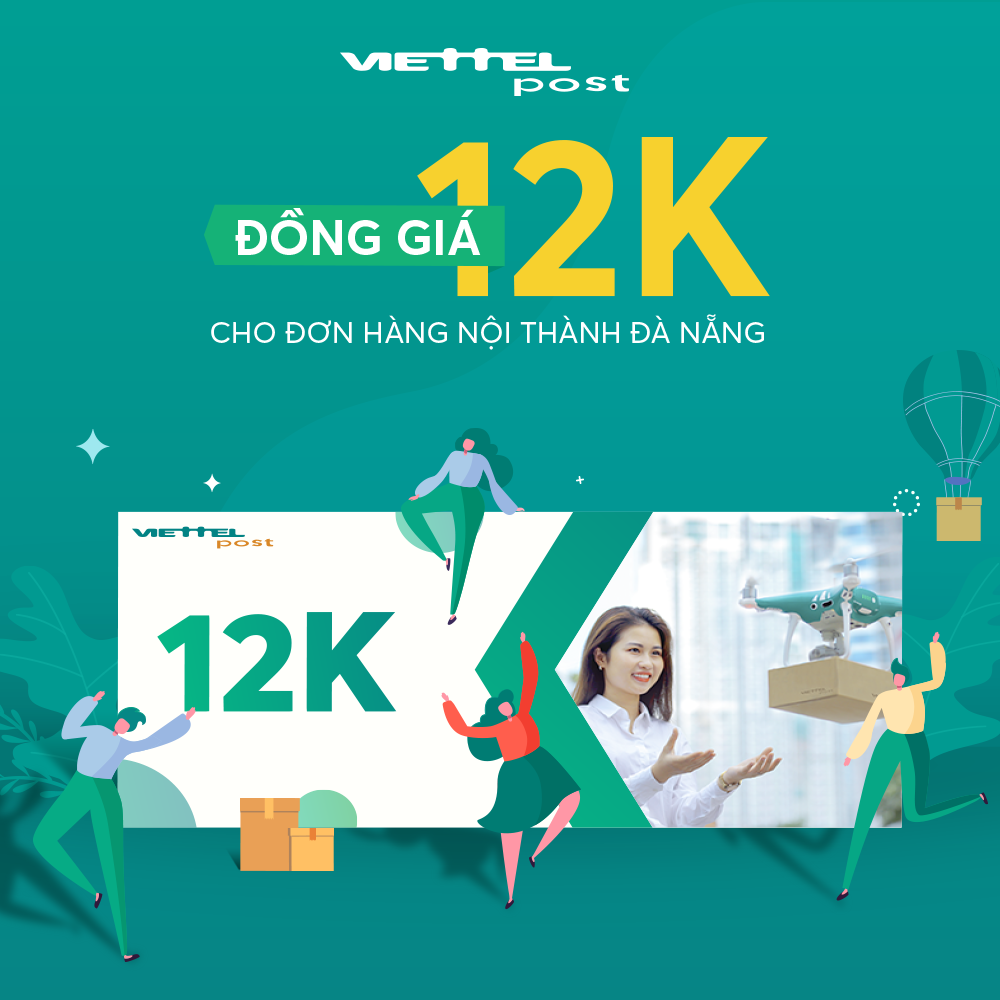 VIETTEL
post
12K
ĐỒNG GIÁ
CHO ĐƠN HÀNG NỘI THÀNH ĐÀ NẴNG
VIETTEL
post
12K